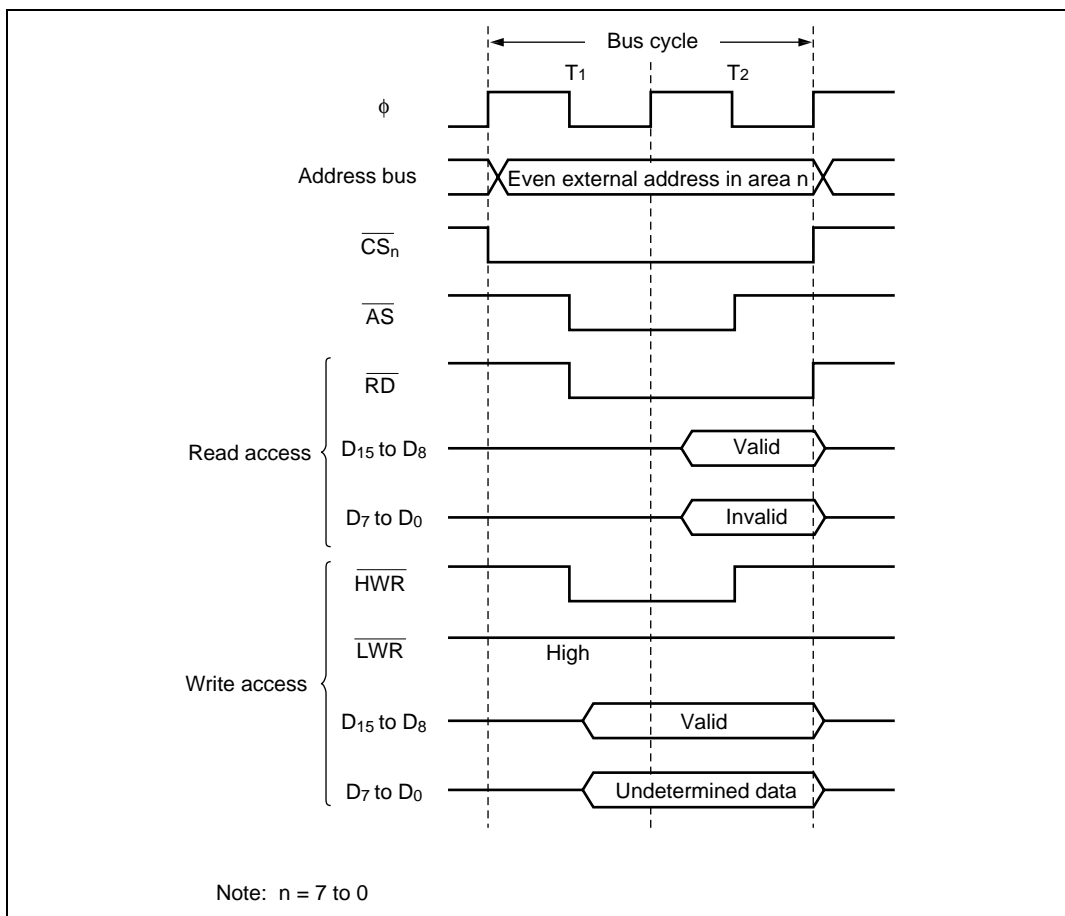 Bus cycle
T1 T2
ϕ
Address bus Even external address in area n
CSn
AS
RD
Read access
D15 to D8 Valid
D7 to D0 Invalid
HWR
LWR High
Write access
D15 to D8 Valid
D7 to D0 Undetermined data
Note: n = 7 to 0